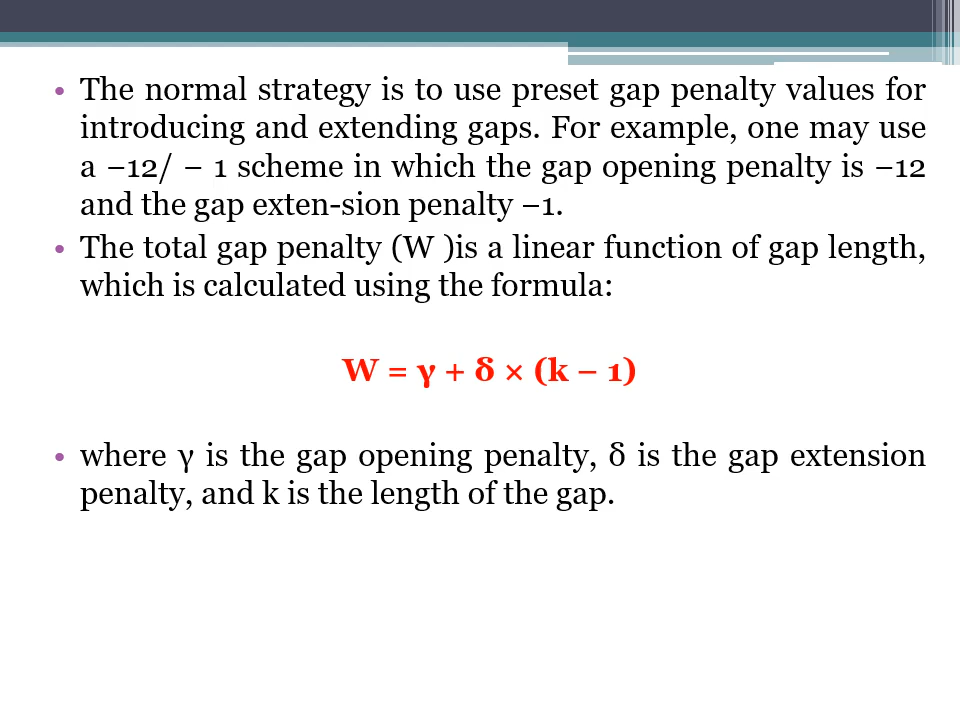 • The normal strategy is to use preset gap penalty values for
introducing and extending gaps. For example, one may use
a −12/ − 1 scheme in which the gap opening penalty is −12
and the gap exten-sion penalty −1.
• The total gap penalty (W )is a linear function of gap length,
which is calculated using the formula:
W = γ + δ × (k − 1)
• where γ is the gap opening penalty, δ is the gap extension
penalty, and k is the length of the gap.